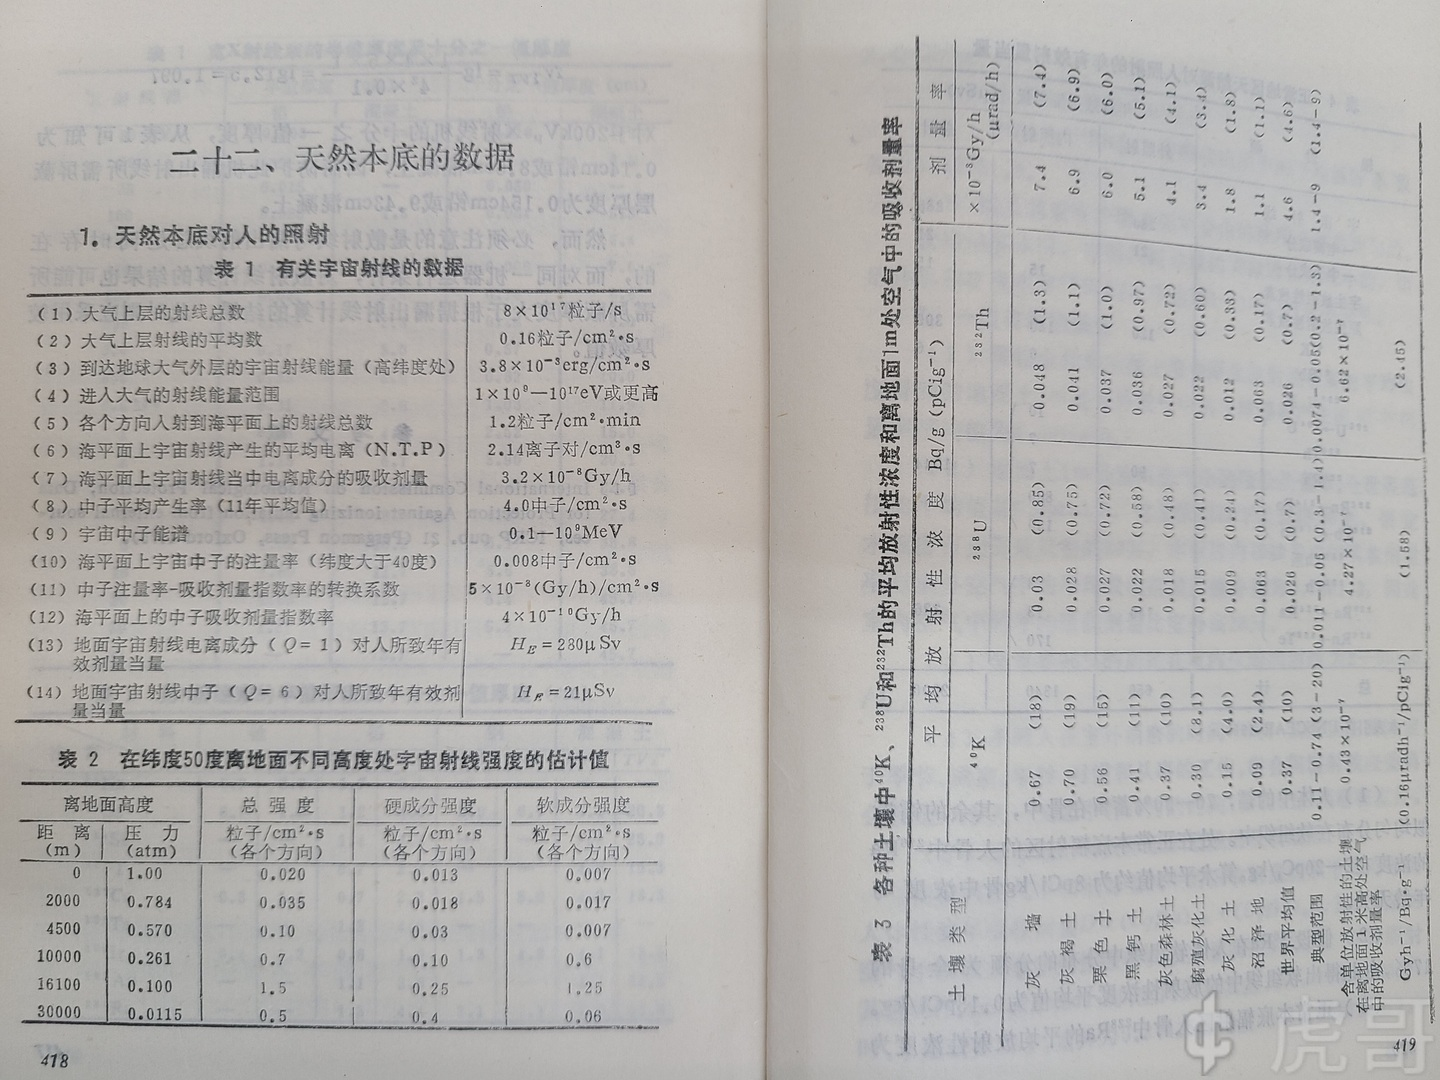 二十二、天然本底的数据
1. 天然本底对人的照射
表 1 有关宇宙射线的数据
(1)大气上层的射线总数 8×10¹⁷粒子/s
(2)大气上层射线的平均数 0.16粒子/cm²•s
(3)到达地球大气外层的宇宙射线能量(高纬度处) 3.8×10⁻³erg/cm²•s
(4)进入大气的射线能量范围 1×10⁹—10¹⁷eV或更高
(5)各个方向入射到海平面上的射线总数 1.2粒子/cm²•min
(6)海平面上宇宙射线产生的平均电离(N.T.P) 2.14离子对/cm³•s
(7)海平面上宇宙射线当中电离成分的吸收剂量 3.2×10⁻⁸Gy/h
(8)中子平均产生率(11年平均值) 4.0中子/cm²•s
(9)宇宙中子能谱 0.1—10⁹MeV
(10)海平面上宇宙中子的注量率(纬度大于40度) 0.008中子/cm²•s
(11)中子注量率-吸收剂量指数率的转换系数 5×10⁻⁸(Gy/h)/cm²•s
(12)海平面上的中子吸收剂量指数率 4×10⁻¹⁰Gy/h
(13)地面宇宙射线电离成分(Q=1)对人所致年有 H_E=280μSv
效剂量当量
(14)地面宇宙射线中子(Q=6)对人所致年有效剂 H_E=21μSv
量当量
表 2 在纬度50度离地面不同高度处宇宙射线强度的估计值
离地面高度 总强度 硬成分强度 软成分强度
距离 压力 粒子/cm²•s 粒子/cm²•s 粒子/cm²•s
(m) (atm) (各个方向) (各个方向) (各个方向)
0 1.00 0.020 0.013 0.007
2000 0.784 0.035 0.018 0.017
4500 0.570 0.10 0.03 0.007
10000 0.261 0.7 0.10 0.6
16100 0.100 1.5 0.25 1.25
30000 0.0115 0.5 0.4 0.06
418
表 3 各种土壤中⁴⁰K、²³⁸U和²³²Th的平均放射性浓度和离地面1m处空气中的吸收剂量率
土壤类型 平均放射性浓度 Bq/g(pCig⁻¹) 剂量率
⁴⁰K ²³⁸U ²³²Th ×10⁻⁸Gy/h
(μrad/h)
灰墙 0.67 (18) 0.03 (0.85) 0.048 (1.3) 7.4 (7.4)
灰褐土 0.70 (19) 0.028 (0.75) 0.041 (1.1) 6.9 (6.9)
栗色土 0.56 (15) 0.027 (0.72) 0.037 (1.0) 6.0 (6.0)
黑钙土 0.41 (11) 0.022 (0.58) 0.036 (0.97) 5.1 (5.1)
灰色森林土 0.37 (10) 0.018 (0.48) 0.027 (0.72) 4.1 (4.1)
腐殖灰化土 0.30 (8.1) 0.015 (0.41) 0.022 (0.60) 3.4 (3.4)
灰化土 0.15 (4.0) 0.009 (0.24) 0.012 (0.33) 1.8 (1.8)
沼泽地 0.09 (2.4) 0.063 (0.17) 0.063 (0.17) 1.1 (1.1)
世界平均值 0.37 (10) 0.026 (0.7) 0.026 (0.7) 4.6 (4.6)
典型范围 0.11-0.74 (3-20) 0.011-0.05 (0.3-1.4) 0.0074-0.05 (0.2-1.3) 1.4-9 (1.4-9)
含单位放射性的土壤 0.43×10⁻⁷ 4.27×10⁻⁷ 6.62×10⁻⁷
在离地面1米高处空气
中的吸收剂量率
Gyh⁻¹/Bq•g⁻¹ (0.16μradh⁻¹/pCig⁻¹) (1.58) (2.45)
419
虎哥